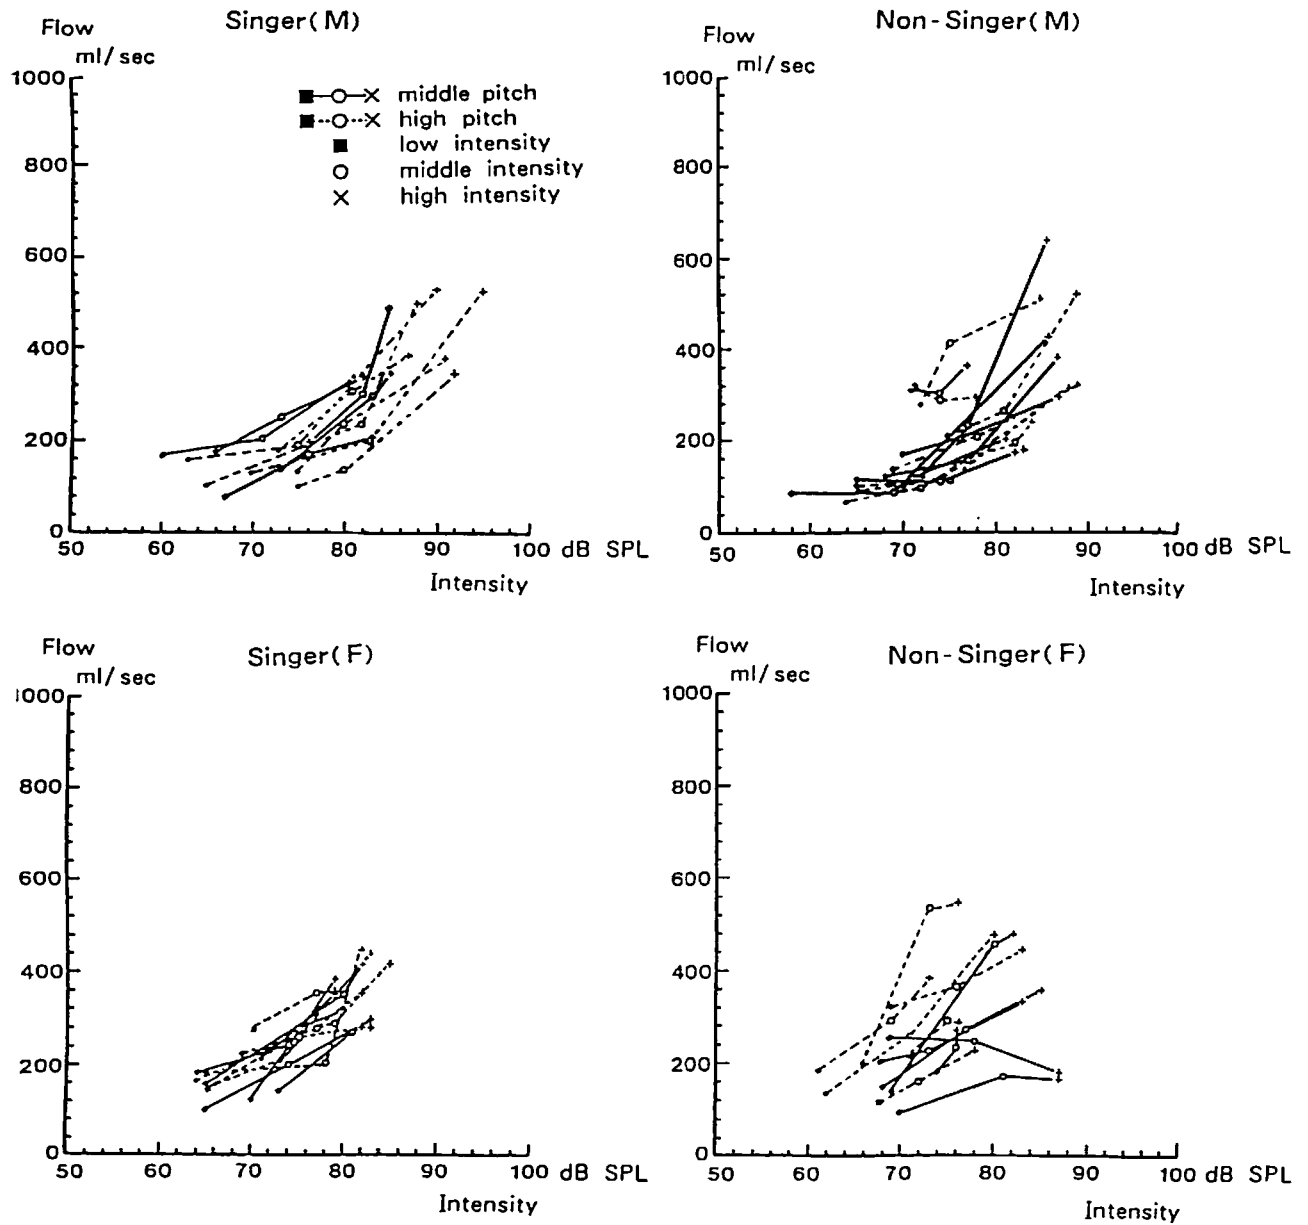 Singer(M)
Flow
ml/sec
1000
800
600
400
200
0
50 60 70 80 90 100 dB SPL
Intensity
■—O—X middle pitch
■--O--X high pitch
■ low intensity
O middle intensity
X high intensity
Non-Singer(M)
Flow
ml/sec
1000
800
600
400
200
0
50 60 70 80 90 100 dB SPL
Intensity
Singer(F)
Flow
ml/sec
1000
800
600
400
200
0
50 60 70 80 90 100 dB SPL
Intensity
Non-Singer(F)
Flow
ml/sec
1000
800
600
400
200
0
50 60 70 80 90 100 dB SPL
Intensity